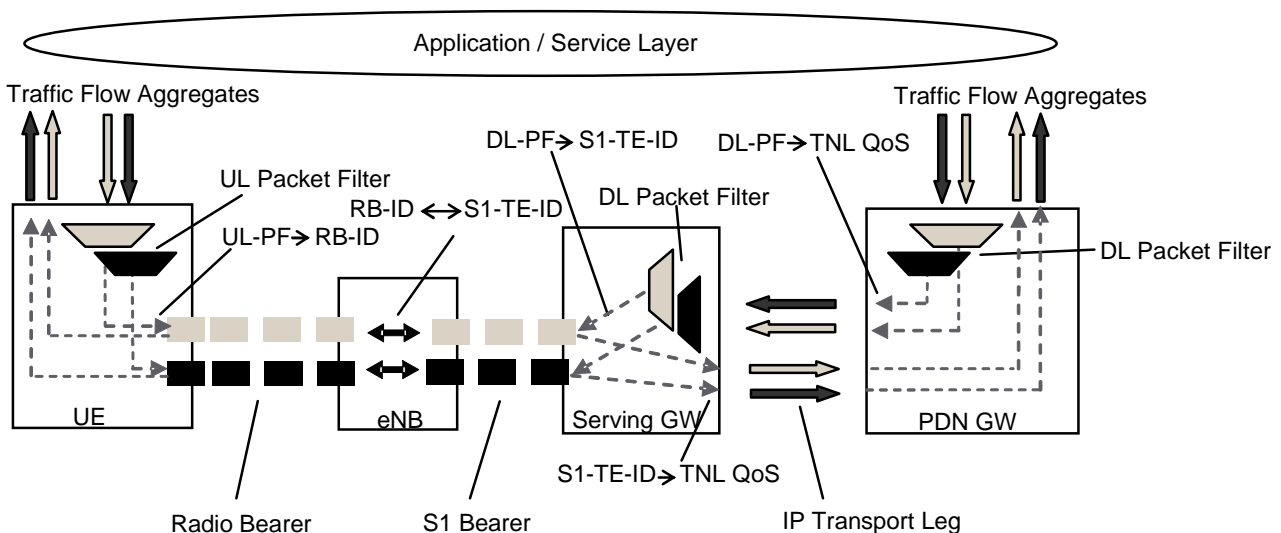 Application / Service Layer
Traffic Flow Aggregates
Traffic Flow Aggregates
DL-PF→S1-TE-ID
DL-PF→TNL QoS
UL Packet Filter
DL Packet Filter
RB-ID ↔ S1-TE-ID
UL-PF→RB-ID
DL Packet Filter
UE
eNB
Serving GW
PDN GW
S1-TE-ID→TNL QoS
Radio Bearer
S1 Bearer
IP Transport Leg